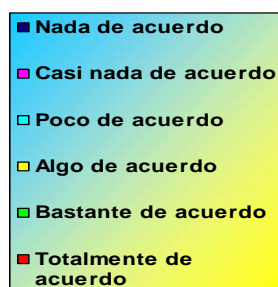 Nada de acuerdo
Casi nada de acuerdo
Poco de acuerdo
Algo de acuerdo
Bastante de acuerdo
Totalmente de
acuerdo